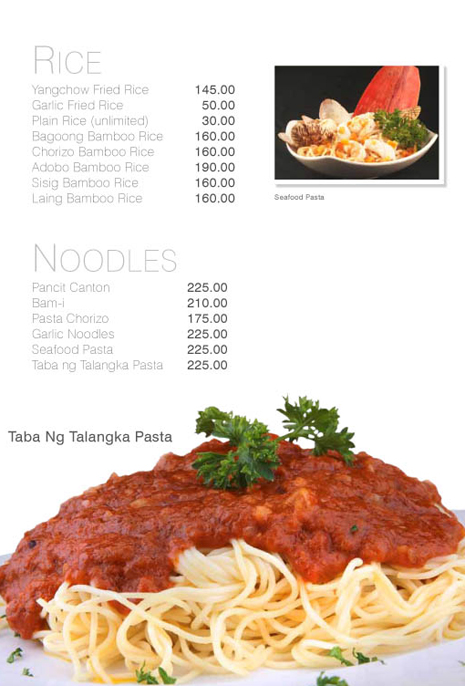 RICE
Yangchow Fried Rice 145.00
Garlic Fried Rice 50.00
Plain Rice (unlimited) 30.00
Bagoong Bamboo Rice 160.00
Chorizo Bamboo Rice 160.00
Adobo Bamboo Rice 190.00
Sisig Bamboo Rice 160.00
Laing Bamboo Rice 160.00
Seafood Pasta
NOODLES
Pancit Canton 225.00
Bam-i 210.00
Pasta Chorizo 175.00
Garlic Noodles 225.00
Seafood Pasta 225.00
Taba ng Talangka Pasta 225.00
Taba Ng Talangka Pasta